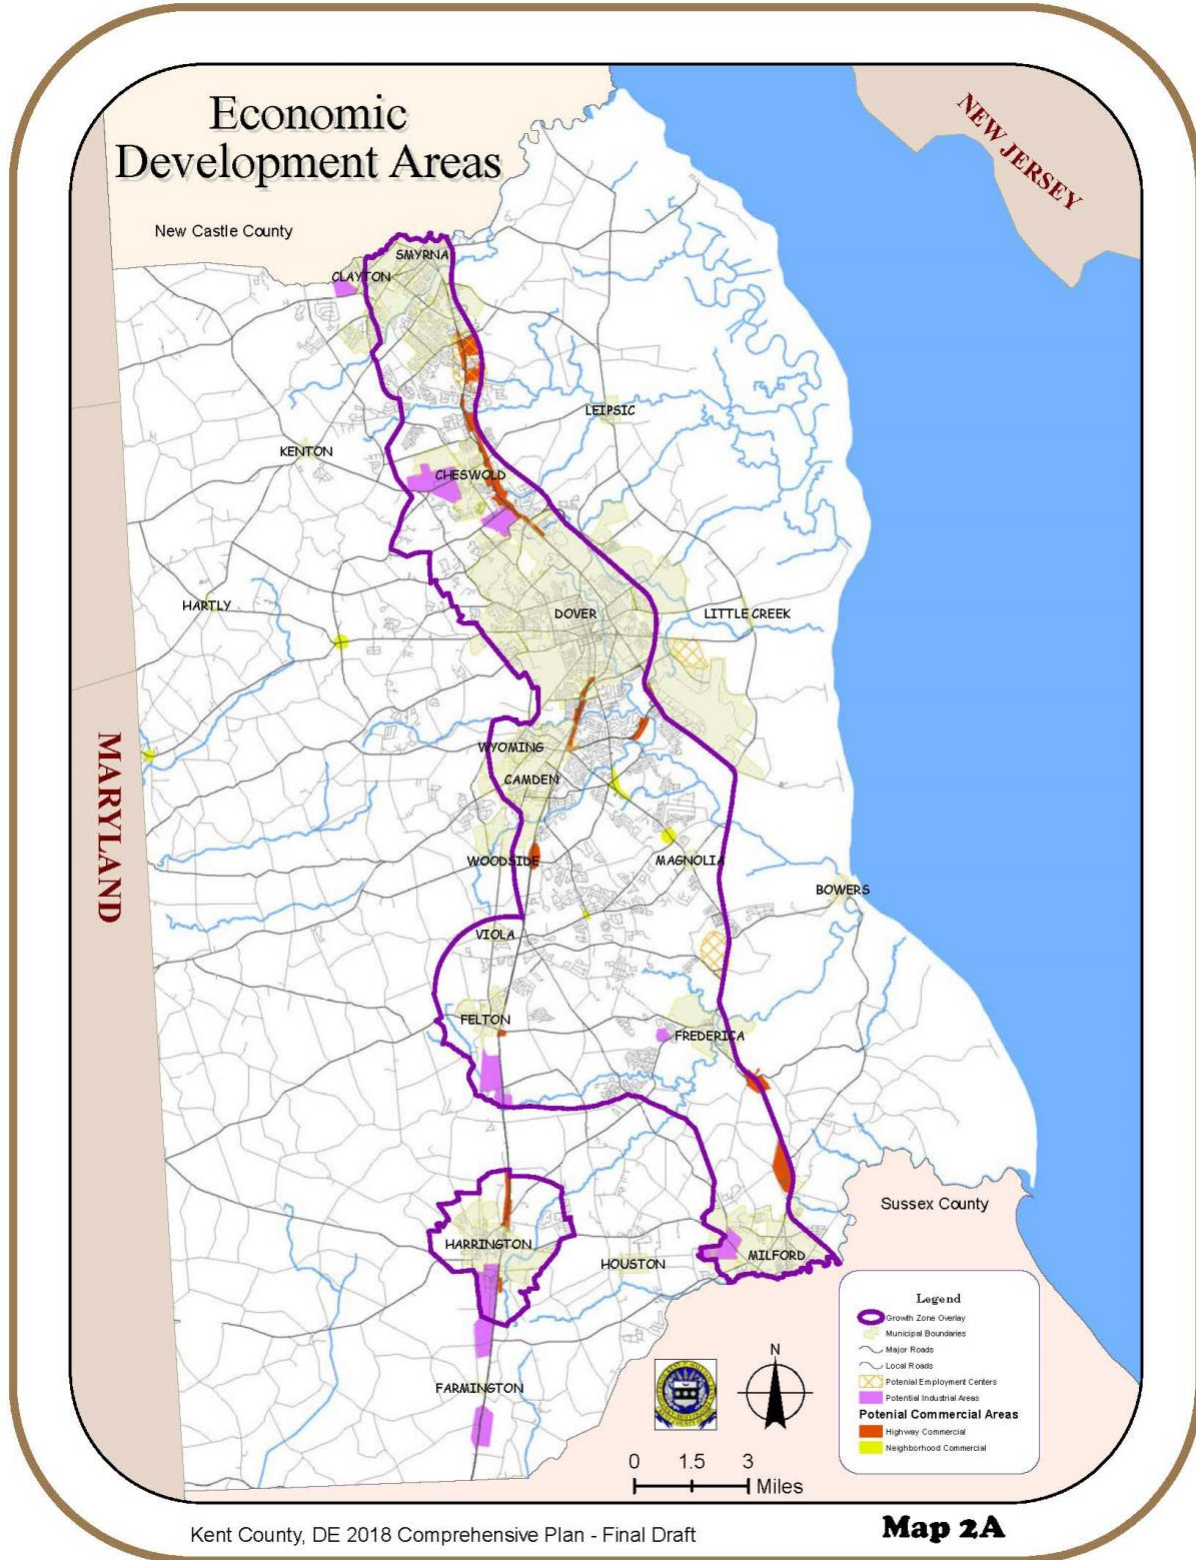 Economic
Development Areas
NEW JERSEY
New Castle County
SMYRNA
CLAYTON
LEIPSIC
KENTON
CHESWOLD
HARTLY
DOVER
LITTLE CREEK
MARYLAND
WYOMING
CAMDEN
WOODSIDE
MAGNOLIA
BOWERS
VIOLA
FELTON
FREDERICA
Sussex County
HARRINGTON
HOUSTON
MILFORD
FARMINGTON
Legend
Growth Zone Overlay
Municipal Boundaries
Major Roads
Local Roads
Potenial Employment Centers
Potential Industrial Areas
Potenial Commercial Areas
Highway Commercial
Neighborhood Commercial
N
0 1.5 3
Miles
Kent County, DE 2018 Comprehensive Plan - Final Draft
Map 2A